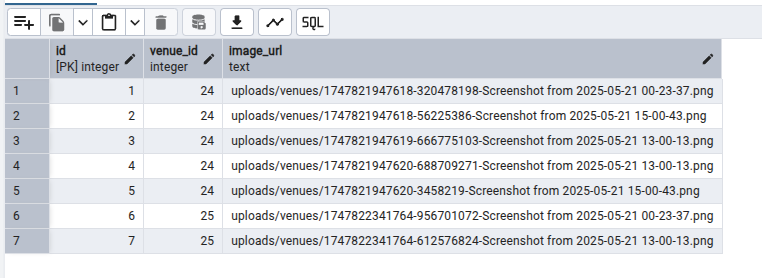 SQL
id venue_id image_url
[PK] integer integer text
1 1 24 uploads/venues/1747821947618-320478198-Screenshot from 2025-05-21 00-23-37.png
2 2 24 uploads/venues/1747821947618-56225386-Screenshot from 2025-05-21 15-00-43.png
3 3 24 uploads/venues/1747821947619-666775103-Screenshot from 2025-05-21 13-00-13.png
4 4 24 uploads/venues/1747821947620-688709271-Screenshot from 2025-05-21 13-00-13.png
5 5 24 uploads/venues/1747821947620-3458219-Screenshot from 2025-05-21 15-00-43.png
6 6 25 uploads/venues/1747822341764-956701072-Screenshot from 2025-05-21 00-23-37.png
7 7 25 uploads/venues/1747822341764-612576824-Screenshot from 2025-05-21 13-00-13.png